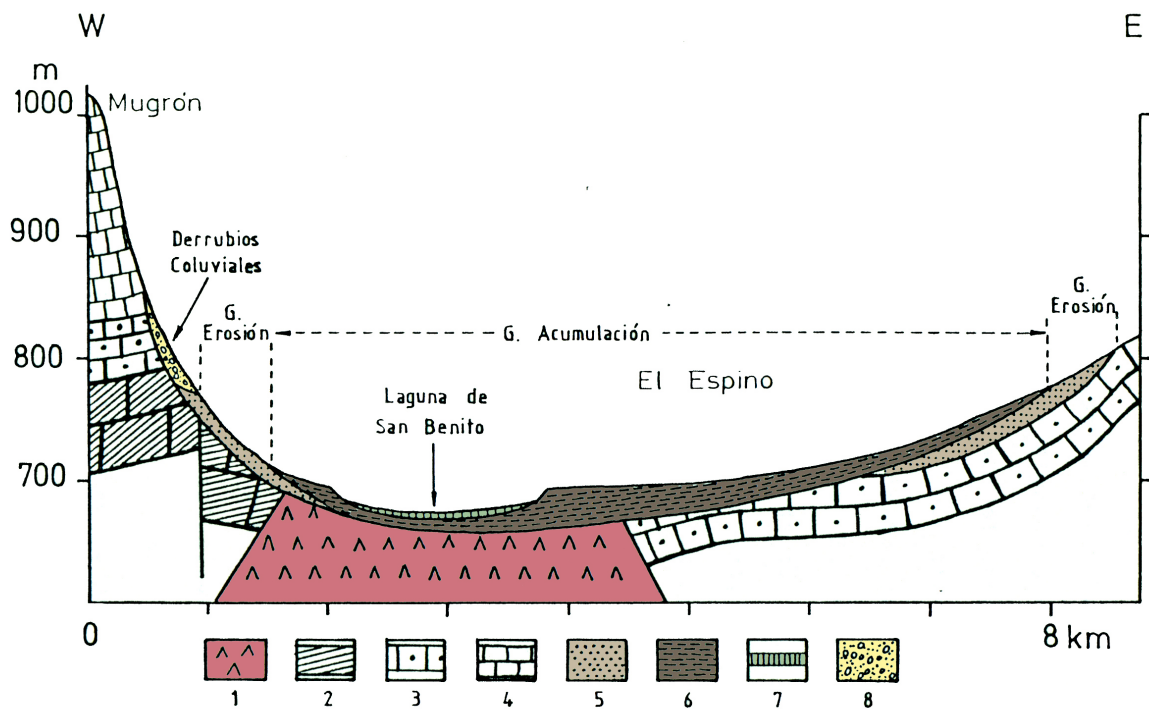 W
E
m
1000
Mugrón
900
Derrubios
Coluviales
G.
Erosión
G. Acumulación
G.
Erosión
800
El Espino
Laguna de
San Benito
700
0
8 km
1
2
3
4
5
6
7
8